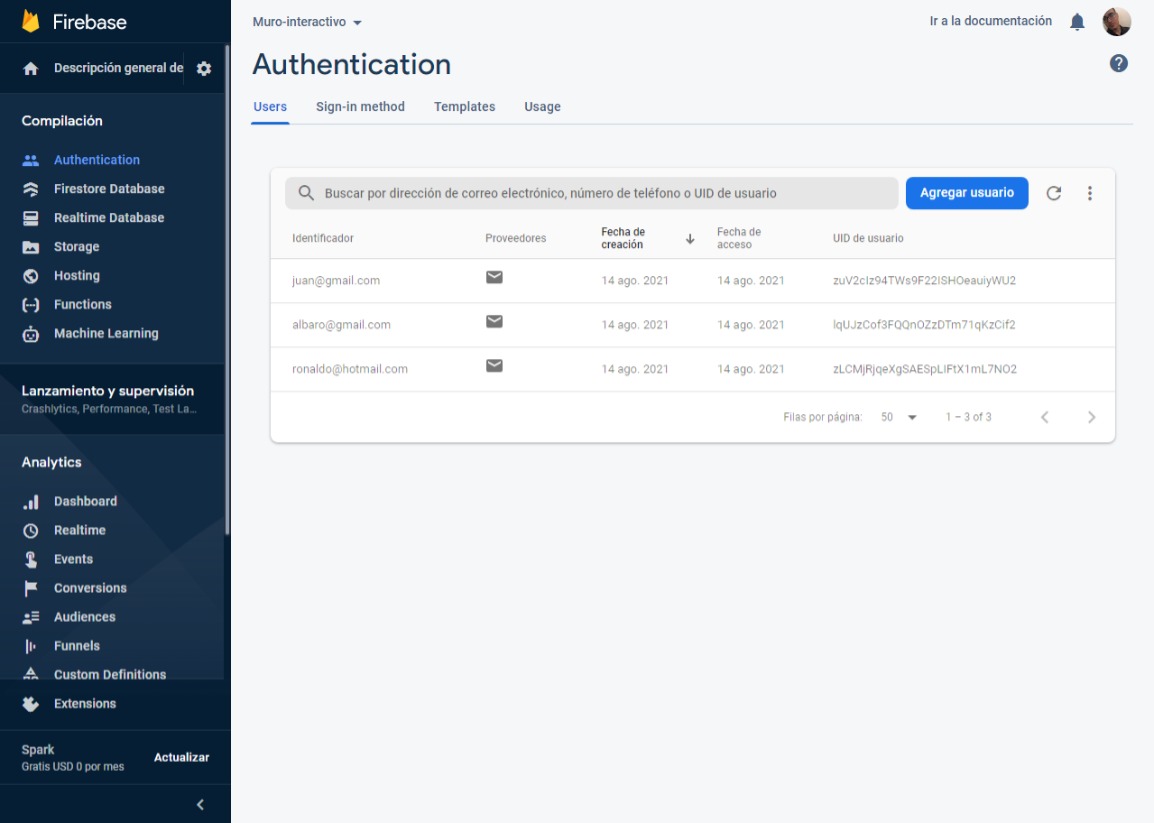 Firebase
Descripción general de
Compilación
Authentication
Firestore Database
Realtime Database
Storage
Hosting
Functions
Machine Learning
Lanzamiento y supervisión
Crashlytics, Performance, Test La...
Analytics
Dashboard
Realtime
Events
Conversions
Audiences
Funnels
Custom Definitions
Extensions
Spark
Gratis USD 0 por mes
Actualizar
Muro-interactivo
Ir a la documentación
Authentication
Users Sign-in method Templates Usage
Buscar por dirección de correo electrónico, número de teléfono o UID de usuario
Agregar usuario
Identificador Proveedores Fecha de creación Fecha de acceso UID de usuario
juan@gmail.com 14 ago. 2021 14 ago. 2021 zuV2cIz94TWs9F22ISHOeauiyWU2
albaro@gmail.com 14 ago. 2021 14 ago. 2021 lqUJzCof3FQQnOZzDTm71qKzCif2
ronaldo@hotmail.com 14 ago. 2021 14 ago. 2021 zLCMjRjqeXgSAESpLIFtX1mL7NO2
Filas por página: 50 1 – 3 of 3